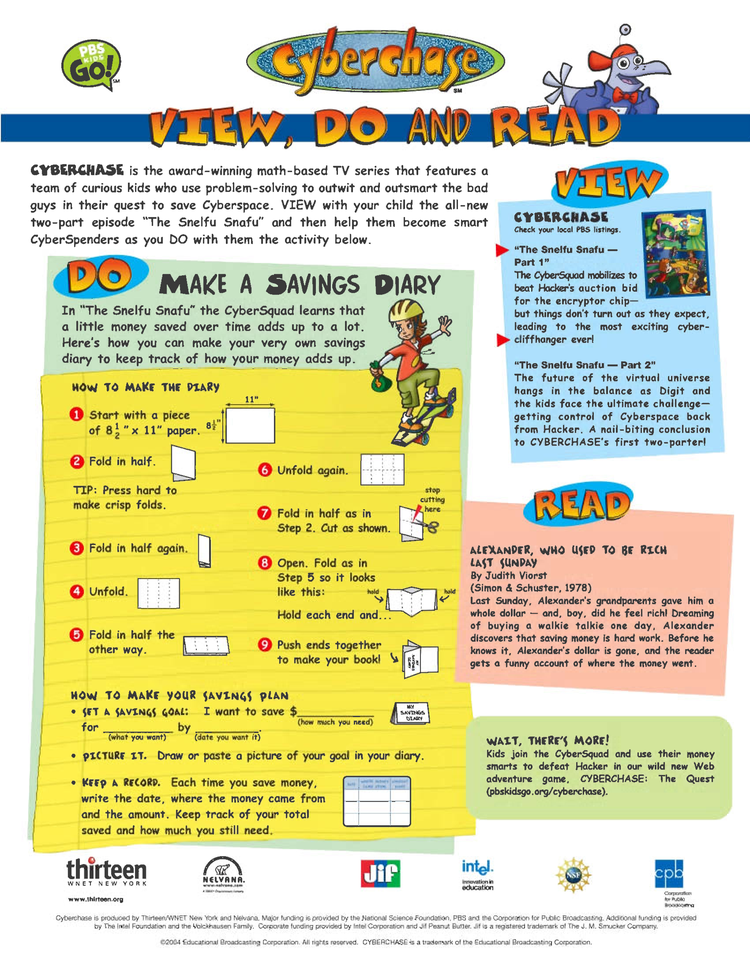 PBS
KIDS
GO!
SM
Cyberchase
SM
VIEW, DO AND READ
CYBERCHASE is the award-winning math-based TV series that features a
team of curious kids who use problem-solving to outwit and outsmart the bad
guys in their quest to save Cyberspace. VIEW with your child the all-new
two-part episode “The Snelfu Snafu” and then help them become smart
CyberSpenders as you DO with them the activity below.
DO
MAKE A SAVINGS DIARY
In “The Snelfu Snafu” the CyberSquad learns that
a little money saved over time adds up to a lot.
Here’s how you can make your very own savings
diary to keep track of how your money adds up.
HOW TO MAKE THE DIARY
1 Start with a piece
of 8 1/2 ” x 11” paper.
11"
8 1/2"
2 Fold in half.
TIP: Press hard to
make crisp folds.
3 Fold in half again.
4 Unfold.
5 Fold in half the
other way.
6 Unfold again.
7 Fold in half as in
Step 2. Cut as shown.
stop
cutting
here
8 Open. Fold as in
Step 5 so it looks
like this:
hold
hold
Hold each end and...
9 Push ends together
to make your book!
HOW TO MAKE YOUR SAVINGS PLAN
• SET A SAVINGS GOAL: I want to save $
(how much you need)
for by .
(what you want) (date you want it)
MY
SAVINGS
DIARY
• PICTURE IT. Draw or paste a picture of your goal in your diary.
• KEEP A RECORD. Each time you save money,
write the date, where the money came from
and the amount. Keep track of your total
saved and how much you still need.
VIEW
CYBERCHASE
Check your local PBS listings.
“The Snelfu Snafu —
Part 1”
The CyberSquad mobilizes to
beat Hacker’s auction bid
for the encryptor chip—
but things don’t turn out as they expect,
leading to the most exciting cyber-
cliffhanger ever!
“The Snelfu Snafu — Part 2”
The future of the virtual universe
hangs in the balance as Digit and
the kids face the ultimate challenge—
getting control of Cyberspace back
from Hacker. A nail-biting conclusion
to CYBERCHASE’s first two-parter!
READ
ALEXANDER, WHO USED TO BE RICH
LAST SUNDAY
By Judith Viorst
(Simon & Schuster, 1978)
Last Sunday, Alexander’s grandparents gave him a
whole dollar — and, boy, did he feel rich! Dreaming
of buying a walkie talkie one day, Alexander
discovers that saving money is hard work. Before he
knows it, Alexander’s dollar is gone, and the reader
gets a funny account of where the money went.
WAIT, THERE’S MORE!
Kids join the CyberSquad and use their money
smarts to defeat Hacker in our wild new Web
adventure game, CYBERCHASE: The Quest
(pbskidsgo.org/cyberchase).
thirteen
WNET NEW YORK
www.thirteen.org
NELVANA.
www.nelvana.com
Jif
intel.
Innovation in
education
NSF
cpb
Corporation
for Public
Broadcasting
Cyberchase is produced by Thirteen/WNET New York and Nelvana. Major funding is provided by the National Science Foundation, PBS and the Corporation for Public Broadcasting. Additional funding is provided
by The Intel Foundation and the Volckhausen Family. Corporate funding provided by Intel Corporation and Jif Peanut Butter. Jif is a registered trademark of The J. M. Smucker Company.
©2004 Educational Broadcasting Corporation. All rights reserved. CYBERCHASE is a trademark of the Educational Broadcasting Corporation.